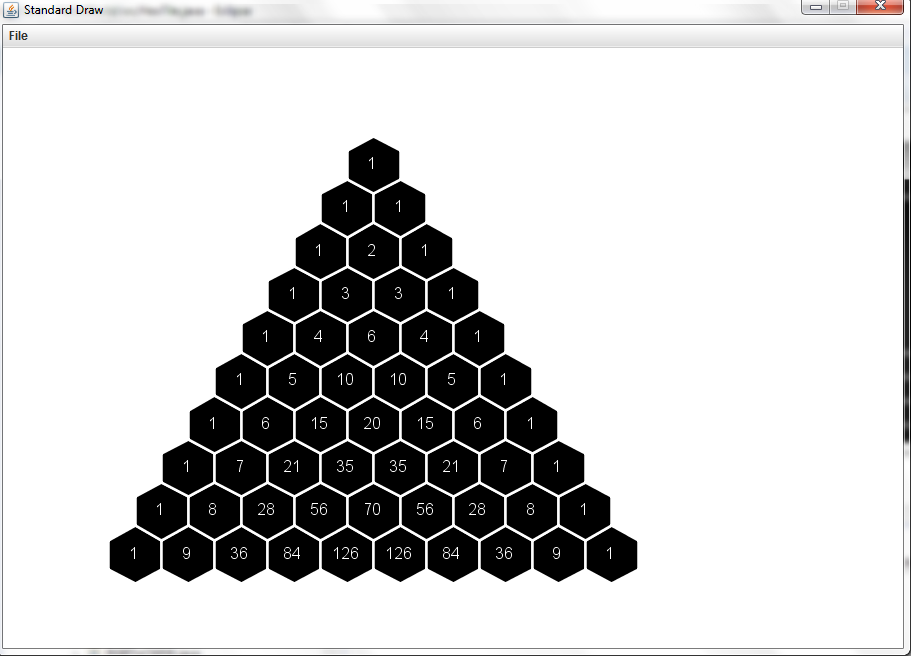 Standard Draw
File
1
1 1
1 2 1
1 3 3 1
1 4 6 4 1
1 5 10 10 5 1
1 6 15 20 15 6 1
1 7 21 35 35 21 7 1
1 8 28 56 70 56 28 8 1
1 9 36 84 126 126 84 36 9 1